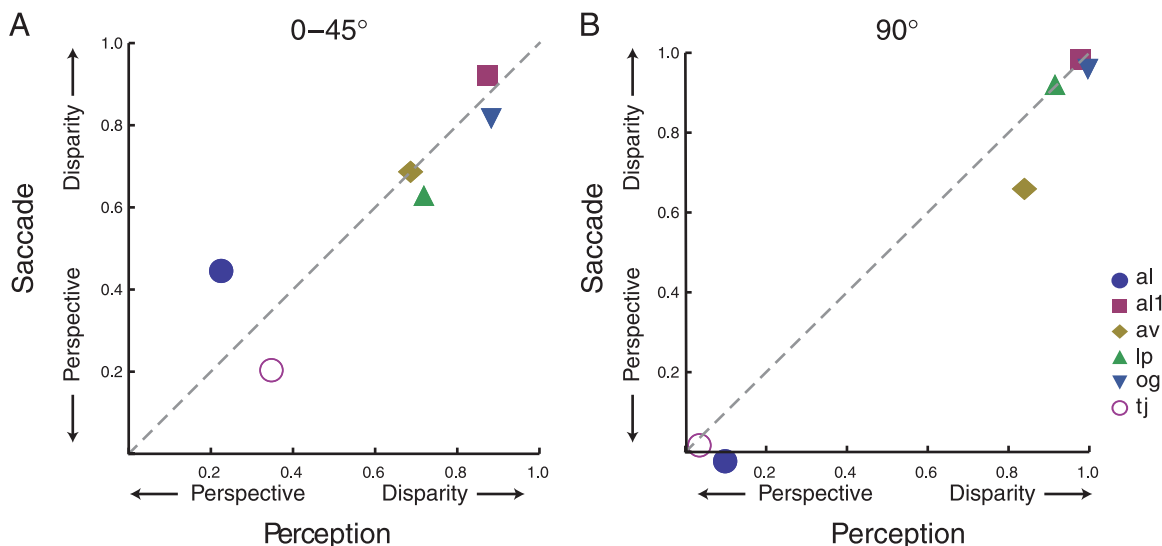 A
0–45°
1.0
0.8
0.6
0.4
0.2
Saccade
Disparity
Perspective
0.2 0.4 0.6 0.8 1.0
Perspective Disparity
Perception
B
90°
1.0
0.8
0.6
0.4
0.2
Saccade
Disparity
Perspective
0.2 0.4 0.6 0.8 1.0
Perspective Disparity
Perception
al
al1
av
lp
og
tj